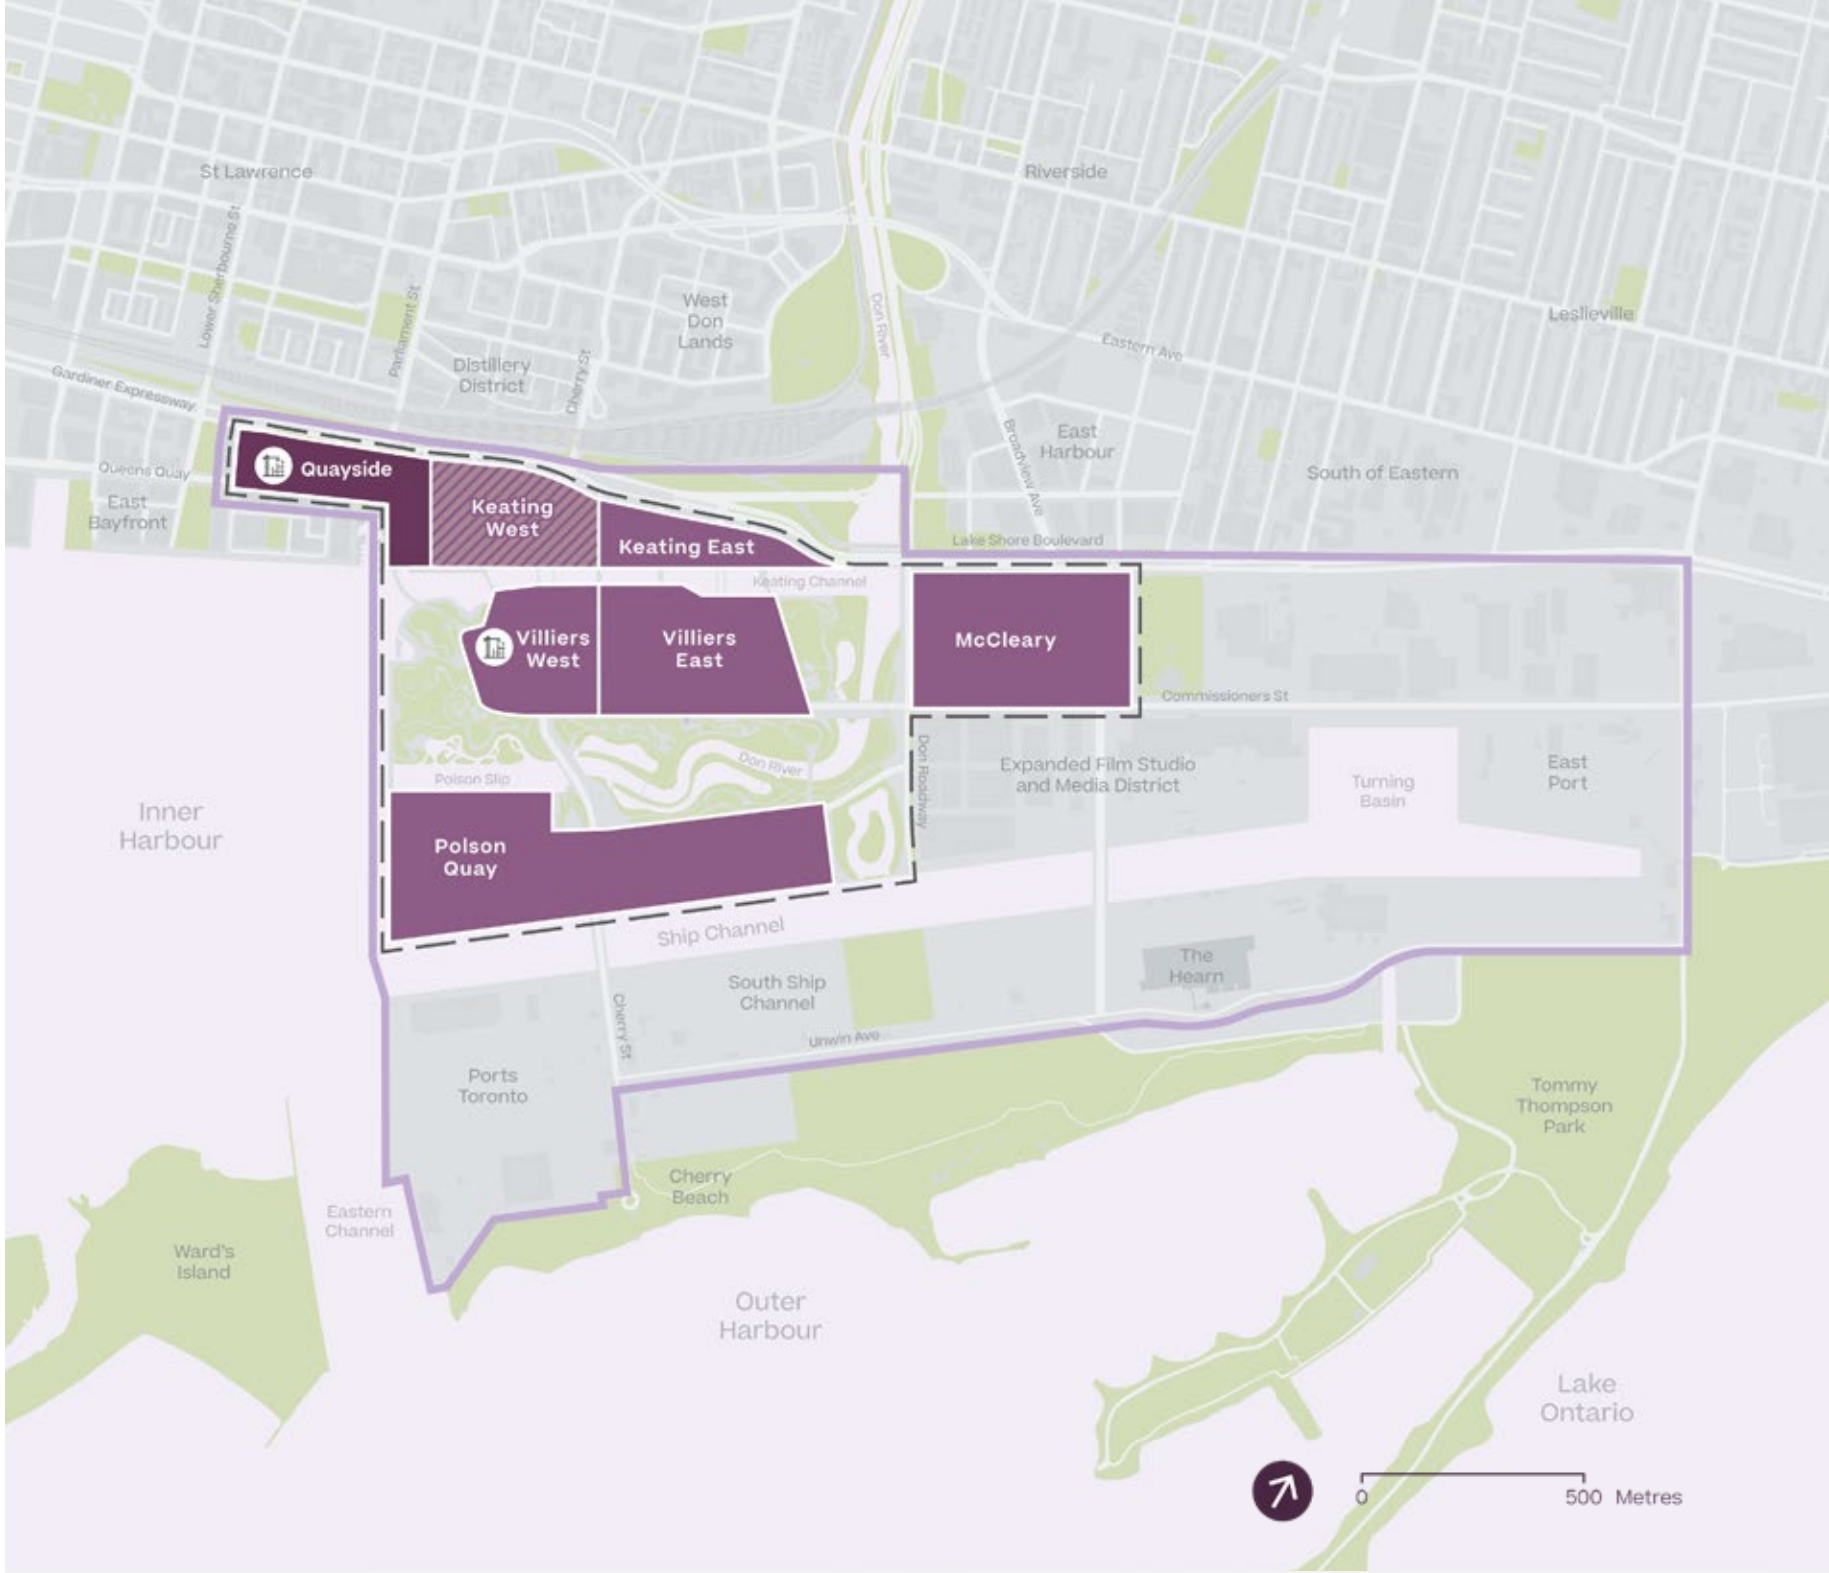 St Lawrence
Riverside
Lower Sherbourne St
Parliament St
West
Don
Lands
Don River
Leslieville
Eastern Ave
Distillery
District
Cherry St
Gardiner Expressway
Broadview Ave
East
Harbour
Queens Quay
Quayside
South of Eastern
East
Bayfront
Keating
West
Keating East
Lake Shore Boulevard
Keating Channel
Villiers
West
Villiers
East
McCleary
Commissioners St
Polson Slip
Don River
Don Roadway
Expanded Film Studio
and Media District
Turning
Basin
East
Port
Inner
Harbour
Polson
Quay
Ship Channel
The
Hearn
South Ship
Channel
Cherry St
Unwin Ave
Ports
Toronto
Tommy
Thompson
Park
Cherry
Beach
Eastern
Channel
Ward's
Island
Outer
Harbour
Lake
Ontario
0
500 Metres